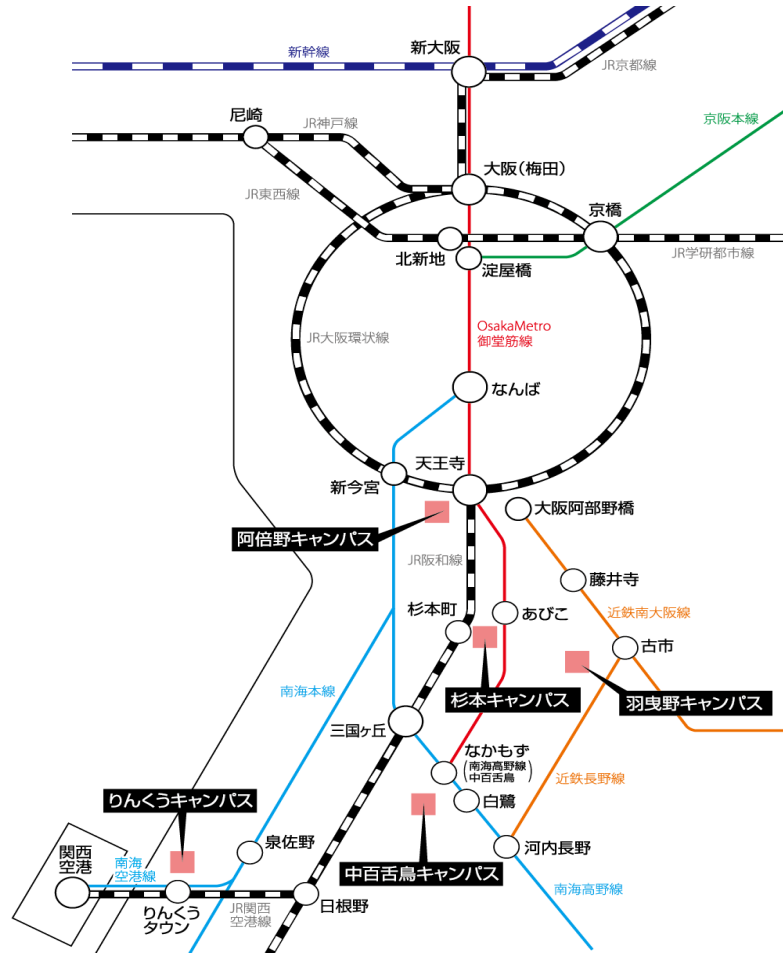 新幹線
新大阪
JR京都線
尼崎
JR神戸線
京阪本線
大阪（梅田）
JR東西線
京橋
北新地
淀屋橋
JR学研都市線
OsakaMetro
御堂筋線
JR大阪環状線
なんば
天王寺
新今宮
大阪阿部野橋
阿倍野キャンパス
JR阪和線
藤井寺
杉本町
あびこ
近鉄南大阪線
古市
南海本線
杉本キャンパス
羽曳野キャンパス
三国ヶ丘
なかもず
（南海高野線
中百舌鳥）
近鉄長野線
りんくうキャンパス
白鷺
泉佐野
河内長野
関西
空港
南海
空港線
中百舌鳥キャンパス
南海高野線
りんくう
タウン
JR関西
空港線
日根野